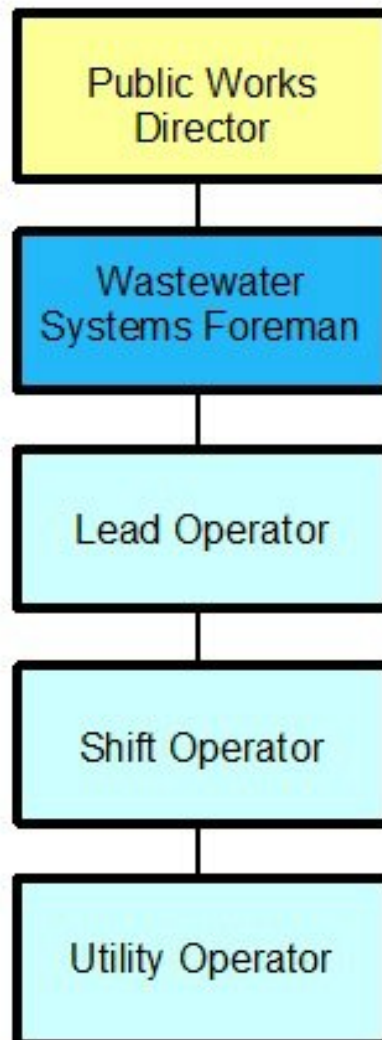 Public Works
Director
Wastewater
Systems Foreman
Lead Operator
Shift Operator
Utility Operator